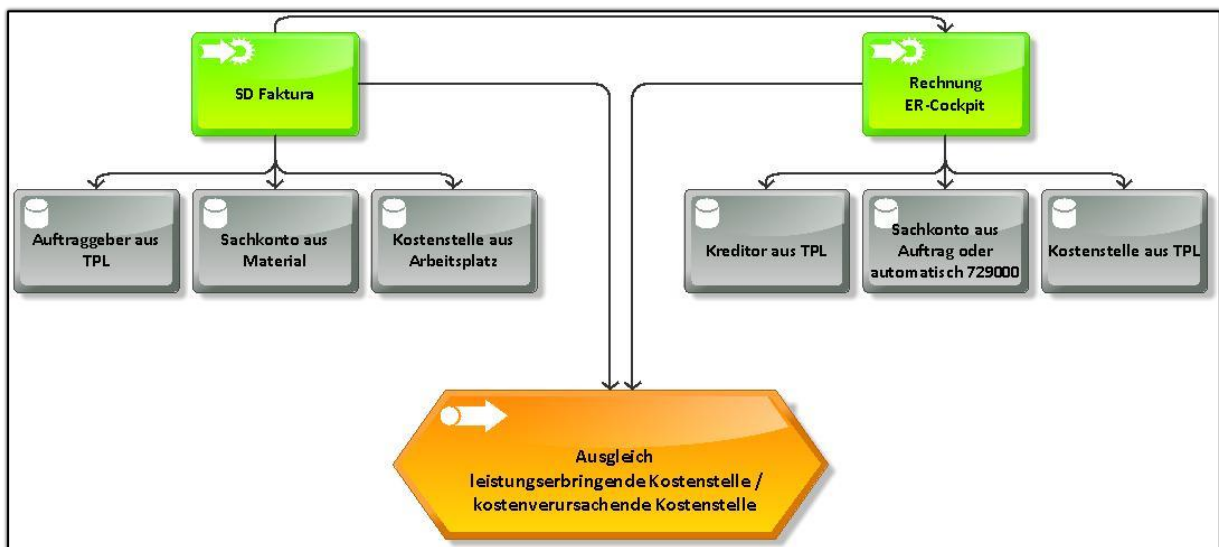 SD Faktura
Rechnung
ER-Cockpit
Auftraggeber aus
TPL
Sachkonto aus
Material
Kostenstelle aus
Arbeitsplatz
Kreditor aus TPL
Sachkonto aus
Auftrag oder
automatisch 729000
Kostenstelle aus TPL
Ausgleich
leistungserbringende Kostenstelle /
kostenverursachende Kostenstelle